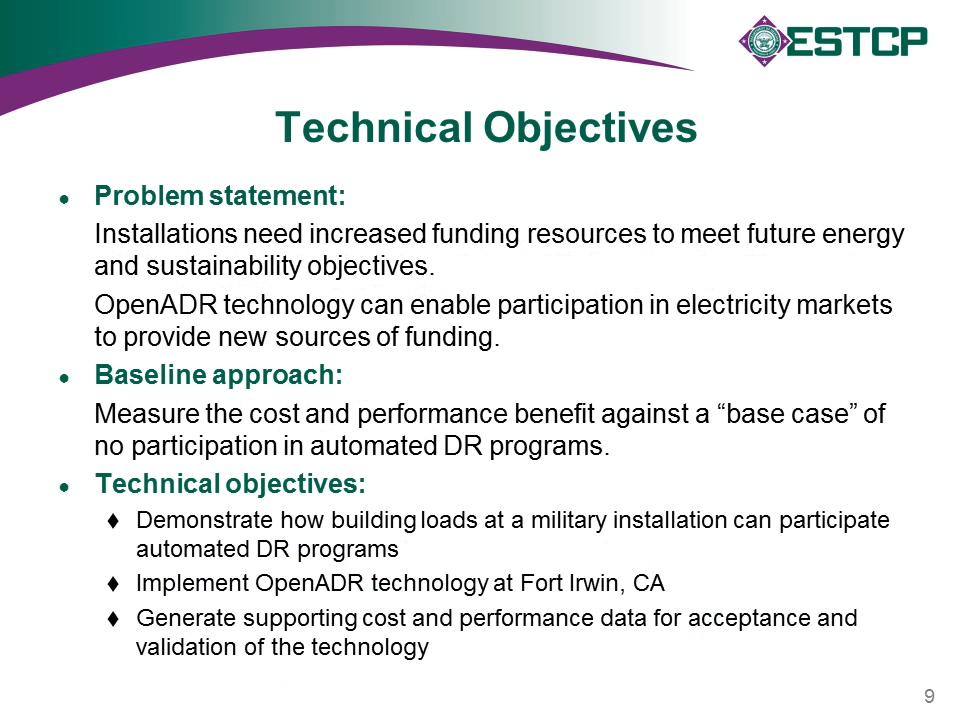 ESTCP
Technical Objectives
● Problem statement:
Installations need increased funding resources to meet future energy
and sustainability objectives.
OpenADR technology can enable participation in electricity markets
to provide new sources of funding.
● Baseline approach:
Measure the cost and performance benefit against a “base case” of
no participation in automated DR programs.
● Technical objectives:
♦ Demonstrate how building loads at a military installation can participate
automated DR programs
♦ Implement OpenADR technology at Fort Irwin, CA
♦ Generate supporting cost and performance data for acceptance and
validation of the technology
9